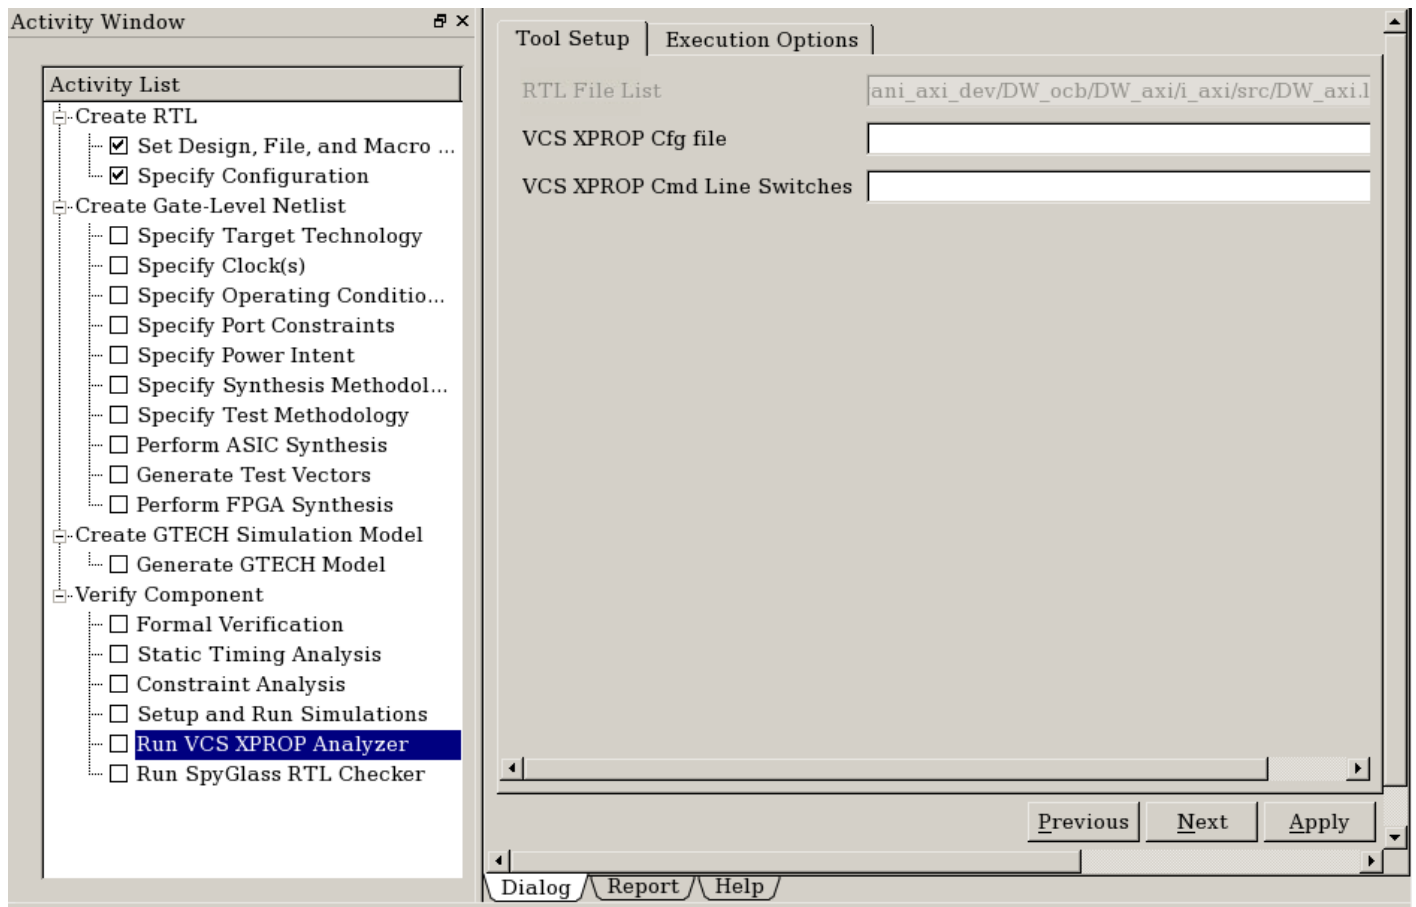 Activity Window
Activity List
Create RTL
Set Design, File, and Macro ...
Specify Configuration
Create Gate-Level Netlist
Specify Target Technology
Specify Clock(s)
Specify Operating Conditio...
Specify Port Constraints
Specify Power Intent
Specify Synthesis Methodol...
Specify Test Methodology
Perform ASIC Synthesis
Generate Test Vectors
Perform FPGA Synthesis
Create GTECH Simulation Model
Generate GTECH Model
Verify Component
Formal Verification
Static Timing Analysis
Constraint Analysis
Setup and Run Simulations
Run VCS XPROP Analyzer
Run SpyGlass RTL Checker
Tool Setup Execution Options
RTL File List ani_axi_dev/DW_ocb/DW_axi/i_axi/src/DW_axi.l
VCS XPROP Cfg file
VCS XPROP Cmd Line Switches
Previous Next Apply
Dialog Report Help